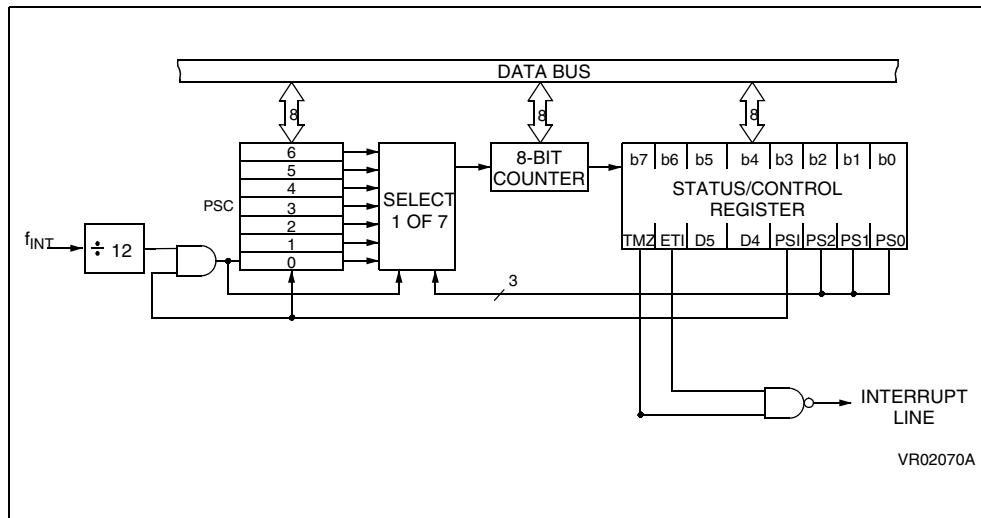 DATA BUS
8 8 8
6
5
4
3
2
1
0
PSC
SELECT
1 OF 7
8-BIT
COUNTER
b7 b6 b5 b4 b3 b2 b1 b0
STATUS/CONTROL
REGISTER
TMZ ETI D5 D4 PSI PS2 PS1 PS0
fINT
÷ 12
3
INTERRUPT
LINE
VR02070A